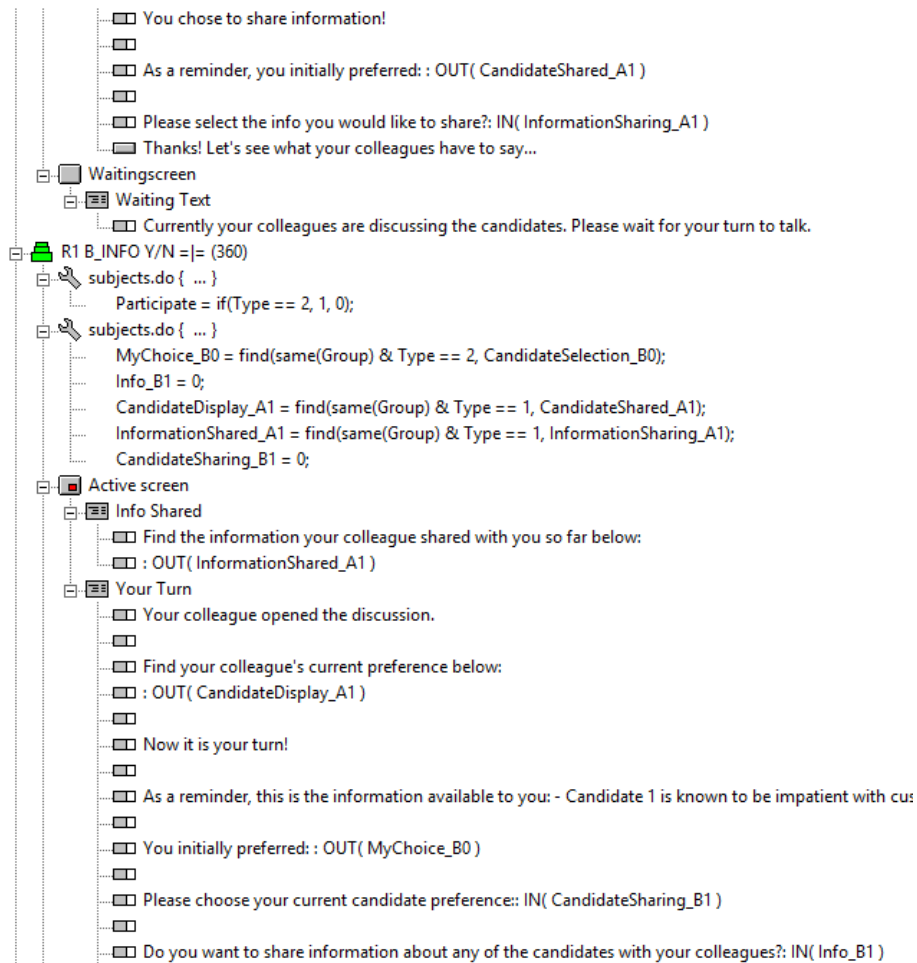 You chose to share information!
As a reminder, you initially preferred: : OUT( CandidateShared_A1 )
Please select the info you would like to share?: IN( InformationSharing_A1 )
Thanks! Let's see what your colleagues have to say...
Waitingscreen
Waiting Text
Currently your colleagues are discussing the candidates. Please wait for your turn to talk.
R1 B_INFO Y/N =|= (360)
subjects.do { ... }
Participate = if(Type == 2, 1, 0);
subjects.do { ... }
MyChoice_B0 = find(same(Group) & Type == 2, CandidateSelection_B0);
Info_B1 = 0;
CandidateDisplay_A1 = find(same(Group) & Type == 1, CandidateShared_A1);
InformationShared_A1 = find(same(Group) & Type == 1, InformationSharing_A1);
CandidateSharing_B1 = 0;
Active screen
Info Shared
Find the information your colleague shared with you so far below:
: OUT( InformationShared_A1 )
Your Turn
Your colleague opened the discussion.
Find your colleague's current preference below:
: OUT( CandidateDisplay_A1 )
Now it is your turn!
As a reminder, this is the information available to you: - Candidate 1 is known to be impatient with cus
You initially preferred: : OUT( MyChoice_B0 )
Please choose your current candidate preference:: IN( CandidateSharing_B1 )
Do you want to share information about any of the candidates with your colleagues?: IN( Info_B1 )